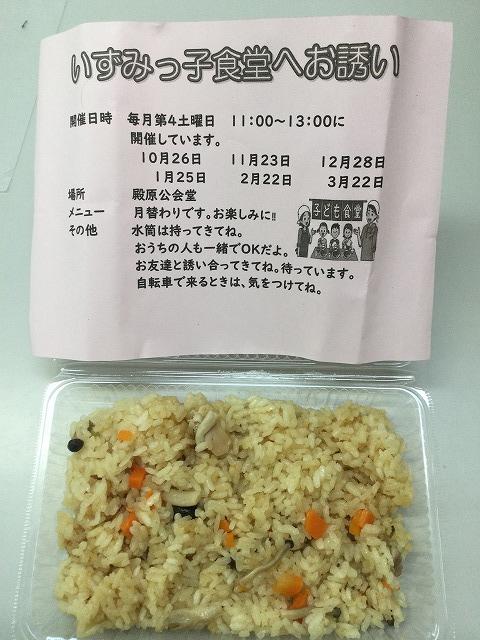 いずみっ子食堂へお誘い
開催日時 毎月第4土曜日 11:00～13:00に
開催しています。
10月26日 11月23日 12月28日
1月25日 2月22日 3月22日
場所 殿原公会堂
メニュー 月替わりです。お楽しみに!!
その他 水筒は持ってきてね。
おうちの人も一緒でOKだよ。
お友達と誘い合ってきてね。待っています。
自転車で来るときは、気をつけてね。
子ども食堂